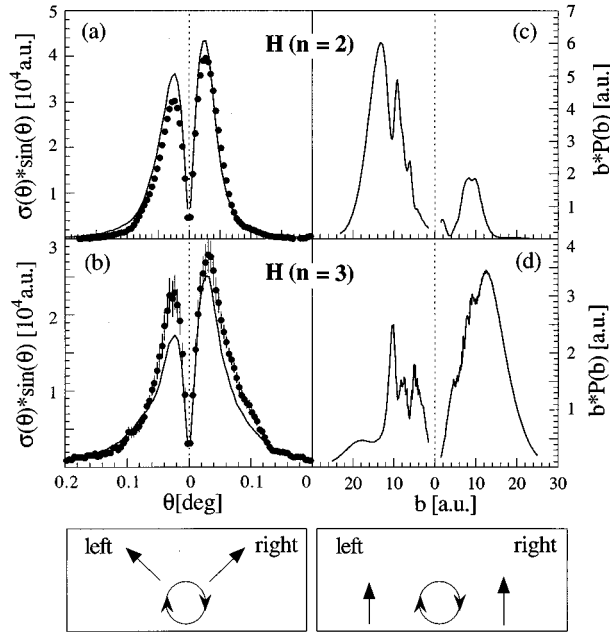 (a)
H (n = 2)
(c)
σ(θ)*sin(θ) [10⁴a.u.]
5
4
3
2
1
7
6
5
4
3
2
1
b*P(b) [a.u.]
(b)
H (n = 3)
(d)
σ(θ)*sin(θ) [10⁴a.u.]
3
2
1
4
3
2
1
b*P(b) [a.u.]
0.2 0.1 0 0.1 0
θ[deg]
20 10 0 10 20 30
b [a.u.]
left right
left right